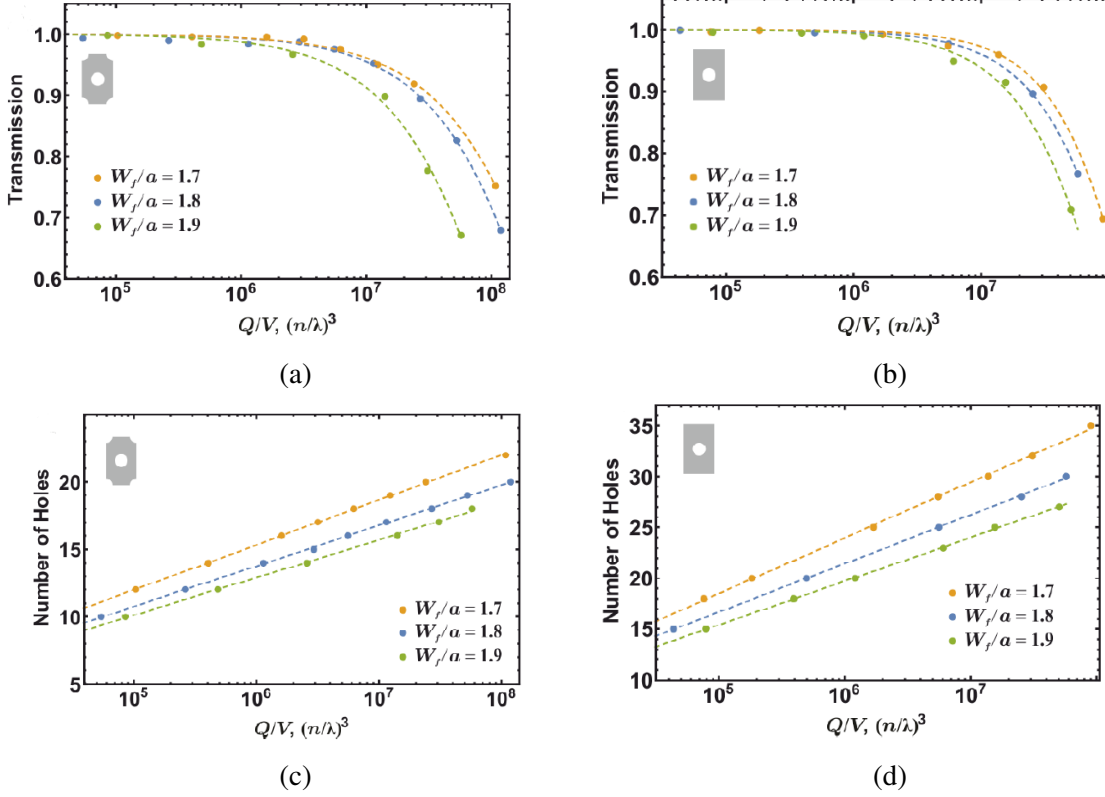 1.0
0.9
0.8
0.7
0.6
Transmission
W_f/a = 1.7
W_f/a = 1.8
W_f/a = 1.9
10^5
10^6
10^7
10^8
Q/V, (n/λ)^3
(a)
1.0
0.9
0.8
0.7
0.6
Transmission
W_f/a = 1.7
W_f/a = 1.8
W_f/a = 1.9
10^5
10^6
10^7
Q/V, (n/λ)^3
(b)
20
15
10
5
Number of Holes
W_f/a = 1.7
W_f/a = 1.8
W_f/a = 1.9
10^5
10^6
10^7
10^8
Q/V, (n/λ)^3
(c)
35
30
25
20
15
10
Number of Holes
W_f/a = 1.7
W_f/a = 1.8
W_f/a = 1.9
10^5
10^6
10^7
Q/V, (n/λ)^3
(d)